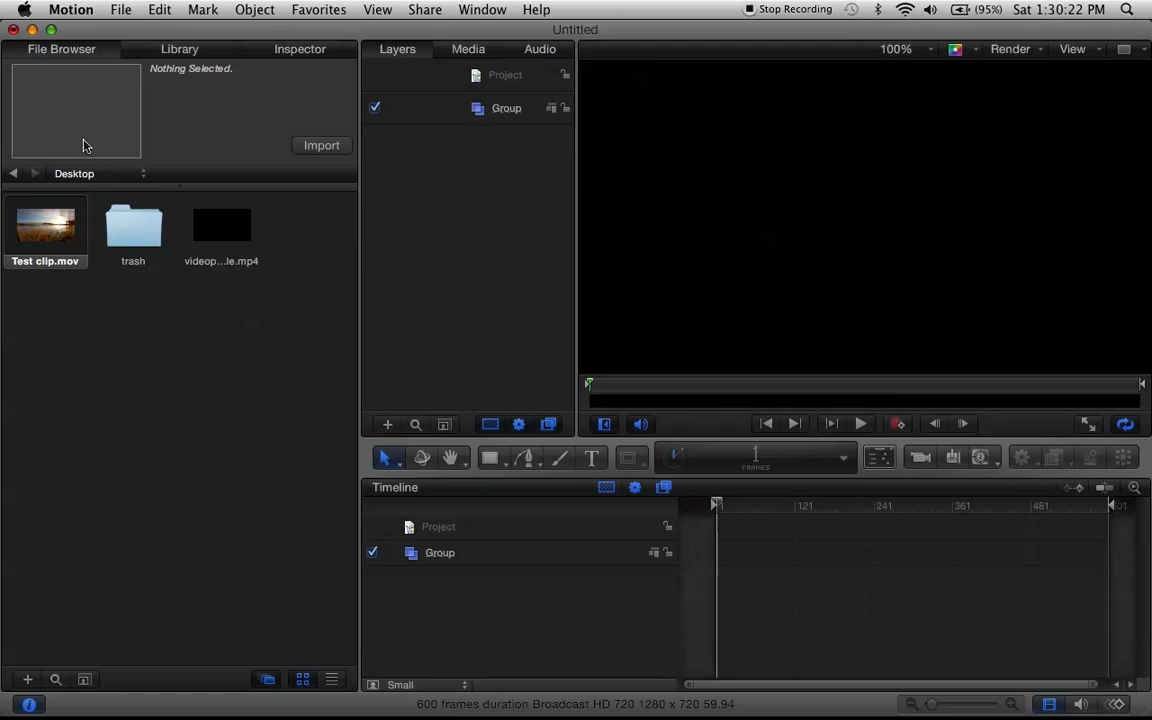 Motion File Edit Mark Object Favorites View Share Window Help Stop Recording (95%) Sat 1:30:22 PM
Untitled
File Browser Library Inspector Layers Media Audio 100% Render View
Nothing Selected.
Project
Group
Import
Desktop
Test clip.mov trash videop...le.mp4
1
FRAMES
Timeline
121 241 361 481
Project
Group
Small
600 frames duration Broadcast HD 720 1280 x 720 59.94